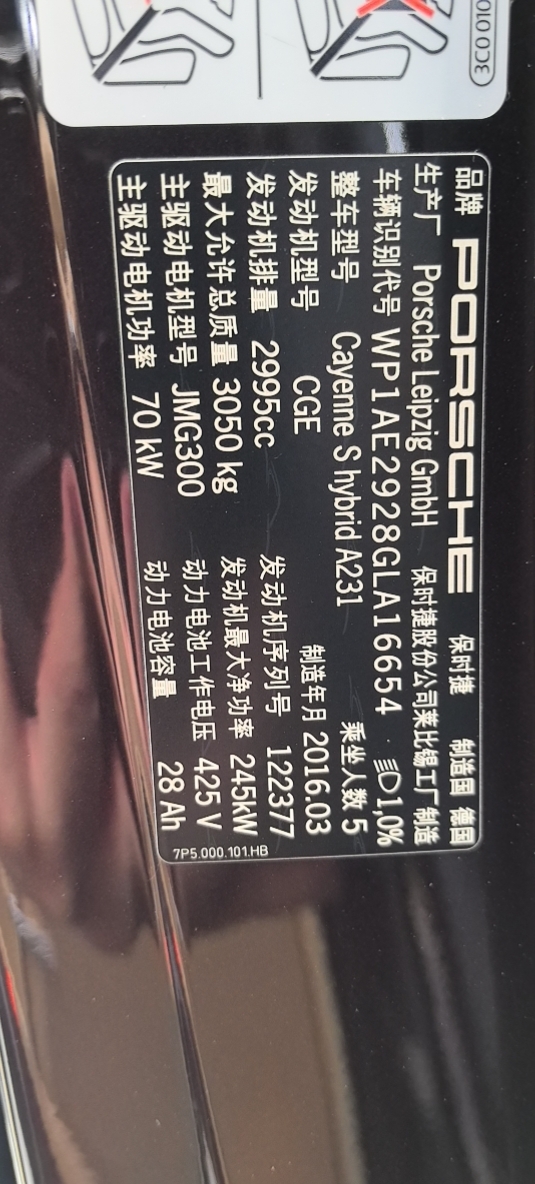 3C0.010
品牌 PORSCHE 保时捷 制造国 德国
生产厂 Porsche Leipzig GmbH 保时捷股份公司莱比锡工厂制造
车辆识别代号 WP1AE2928GLA16654 1,0%
整车型号 Cayenne S hybrid A231 乘坐人数 5
发动机型号 CGE 制造年月 2016.03
发动机排量 2995cc 发动机序列号 122377
最大允许总质量 3050 kg 发动机最大净功率 245kW
主驱动电机型号 JMG300 动力电池工作电压 425 V
主驱动电机功率 70 kW 动力电池容量 28 Ah
7P5.000.101.HB